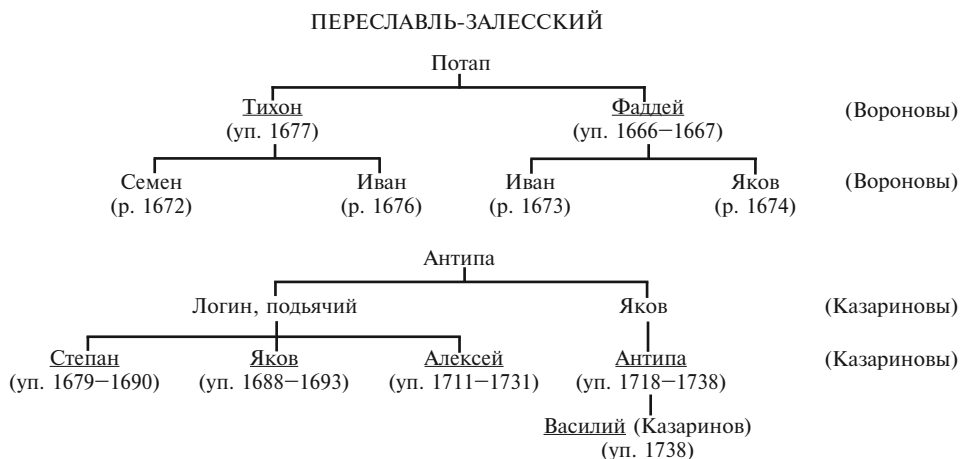 ПЕРЕСЛАВЛЬ-ЗАЛЕССКИЙ
Потап
Тихон Фаддей (Вороновы)
(уп. 1677) (уп. 1666–1667)
Семен Иван Иван Яков (Вороновы)
(р. 1672) (р. 1676) (р. 1673) (р. 1674)
Антипа
Логин, подьячий Яков (Казариновы)
Степан Яков Алексей Антипа (Казариновы)
(уп. 1679–1690) (уп. 1688–1693) (уп. 1711–1731) (уп. 1718–1738)
Василий (Казаринов)
(уп. 1738)